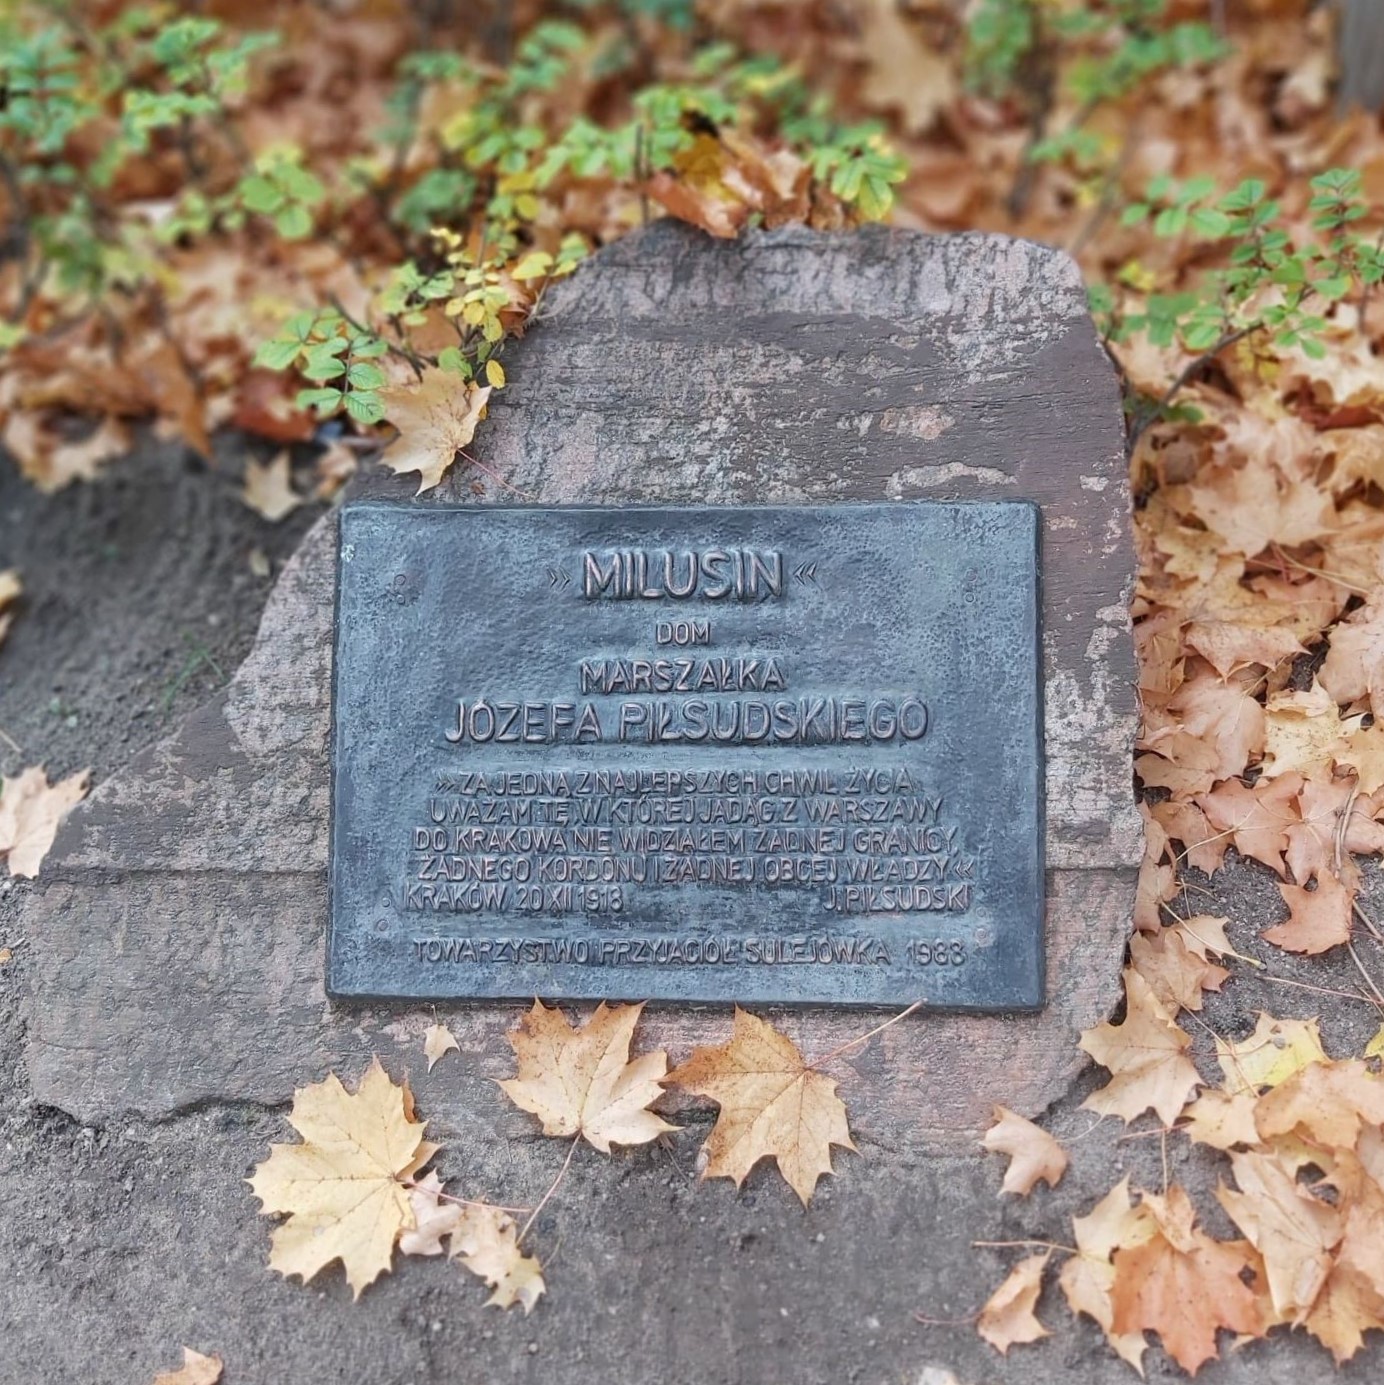 »MILUSIN«
DOM
MARSZAŁKA
JÓZEFA PIŁSUDSKIEGO
»ZA JEDNĄ Z NAJLEPSZYCH CHWIL ŻYCIA
UWAŻAM TĘ, W KTÓREJ JADĄC Z WARSZAWY
DO KRAKOWA NIE WIDZIAŁEM ŻADNEJ GRANICY,
ŻADNEGO KORDONU I ŻADNEJ OBCEJ WŁADZY«
KRAKÓW 20 XII 1918 J. PIŁSUDSKI
TOWARZYSTWO PRZYJACIÓŁ SULEJÓWKA 1988